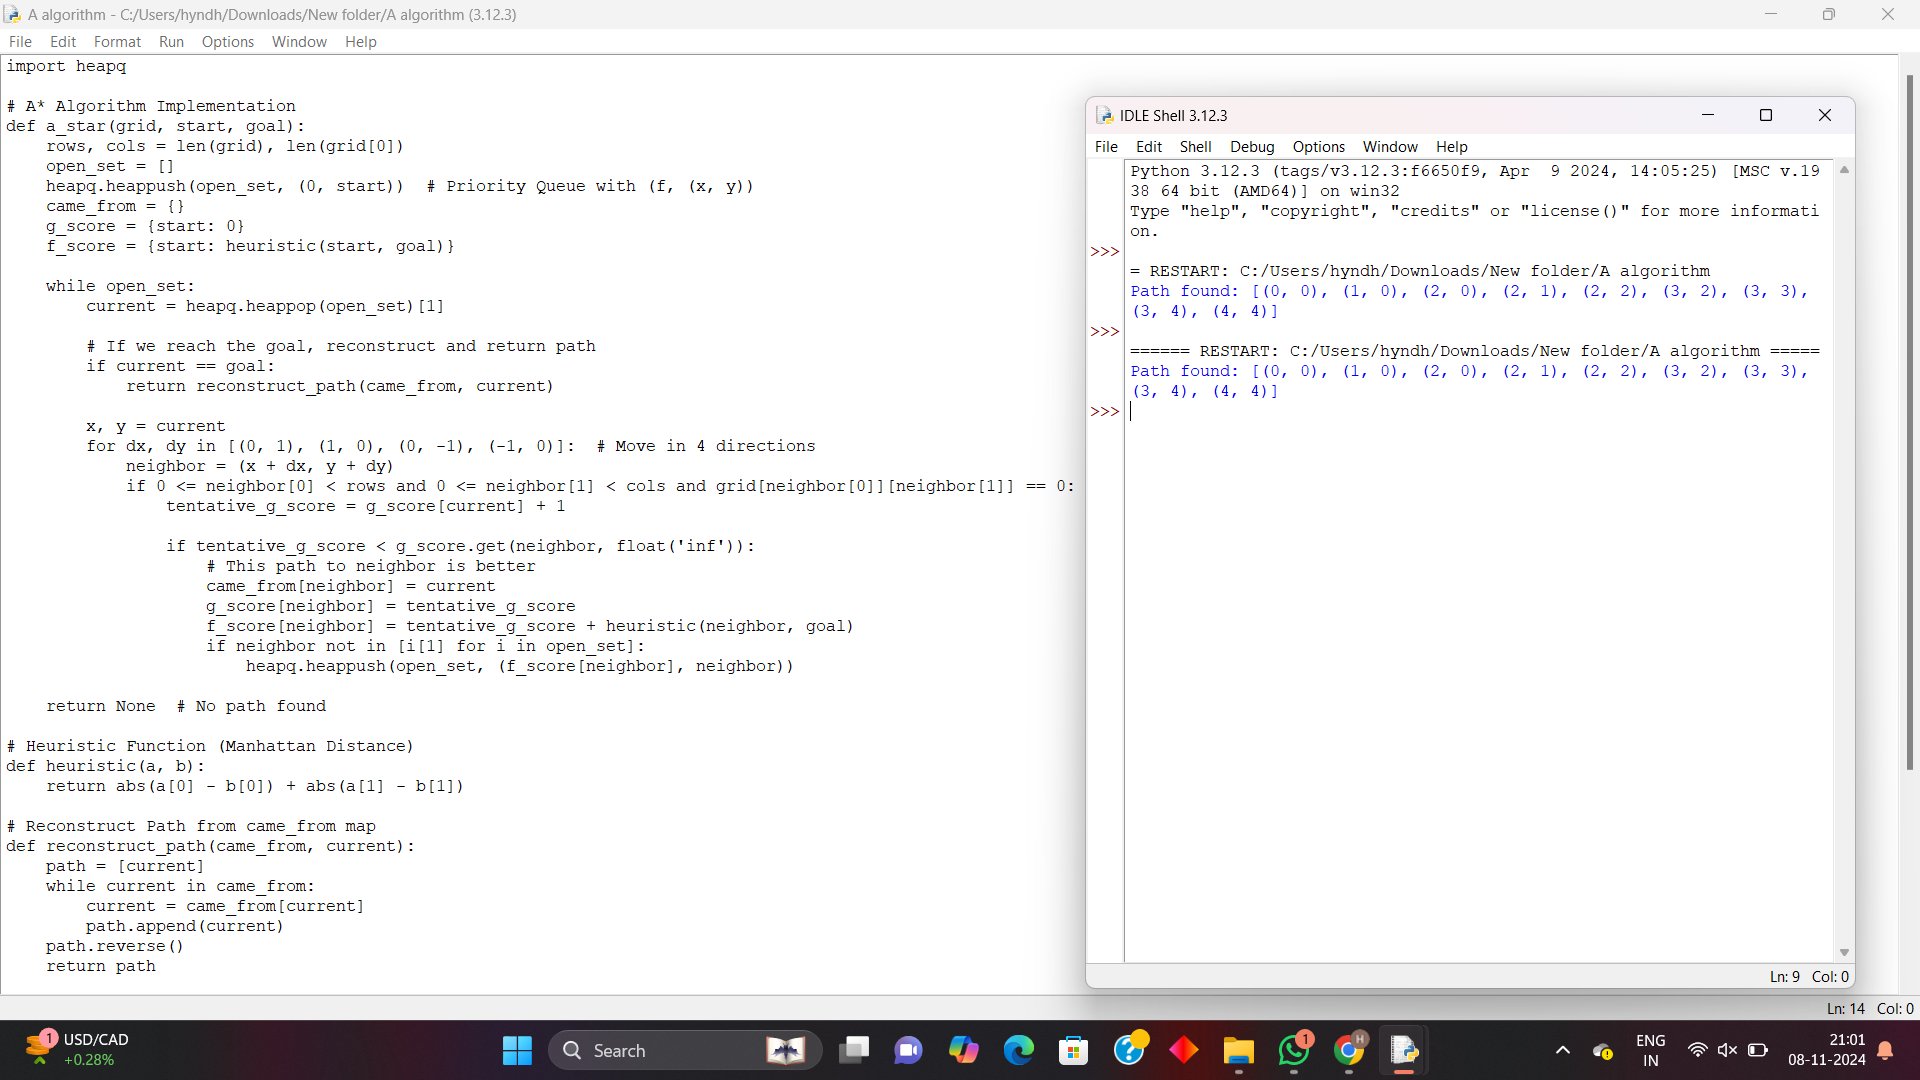 A algorithm - C:/Users/hyndh/Downloads/New folder/A algorithm (3.12.3)
File Edit Format Run Options Window Help
import heapq
# A* Algorithm Implementation
def a_star(grid, start, goal):
    rows, cols = len(grid), len(grid[0])
    open_set = []
    heapq.heappush(open_set, (0, start))  # Priority Queue with (f, (x, y))
    came_from = {}
    g_score = {start: 0}
    f_score = {start: heuristic(start, goal)}
    while open_set:
        current = heapq.heappop(open_set)[1]
        # If we reach the goal, reconstruct and return path
        if current == goal:
            return reconstruct_path(came_from, current)
        x, y = current
        for dx, dy in [(0, 1), (1, 0), (0, -1), (-1, 0)]:  # Move in 4 directions
            neighbor = (x + dx, y + dy)
            if 0 <= neighbor[0] < rows and 0 <= neighbor[1] < cols and grid[neighbor[0]][neighbor[1]] == 0:
                tentative_g_score = g_score[current] + 1
                if tentative_g_score < g_score.get(neighbor, float('inf')):
                    # This path to neighbor is better
                    came_from[neighbor] = current
                    g_score[neighbor] = tentative_g_score
                    f_score[neighbor] = tentative_g_score + heuristic(neighbor, goal)
                    if neighbor not in [i[1] for i in open_set]:
                        heapq.heappush(open_set, (f_score[neighbor], neighbor))
    return None  # No path found
# Heuristic Function (Manhattan Distance)
def heuristic(a, b):
    return abs(a[0] - b[0]) + abs(a[1] - b[1])
# Reconstruct Path from came_from map
def reconstruct_path(came_from, current):
    path = [current]
    while current in came_from:
        current = came_from[current]
        path.append(current)
    path.reverse()
    return path
Ln: 14 Col: 0
IDLE Shell 3.12.3
File Edit Shell Debug Options Window Help
Python 3.12.3 (tags/v3.12.3:f6650f9, Apr  9 2024, 14:05:25) [MSC v.19
38 64 bit (AMD64)] on win32
Type "help", "copyright", "credits" or "license()" for more informati
on.
>>>
= RESTART: C:/Users/hyndh/Downloads/New folder/A algorithm
Path found: [(0, 0), (1, 0), (2, 0), (2, 1), (2, 2), (3, 2), (3, 3),
(3, 4), (4, 4)]
>>>
====== RESTART: C:/Users/hyndh/Downloads/New folder/A algorithm =====
Path found: [(0, 0), (1, 0), (2, 0), (2, 1), (2, 2), (3, 2), (3, 3),
(3, 4), (4, 4)]
>>>
Ln: 9 Col: 0
1
USD/CAD
+0.28%
Search
?
1
H
ENG
IN
21:01
08-11-2024